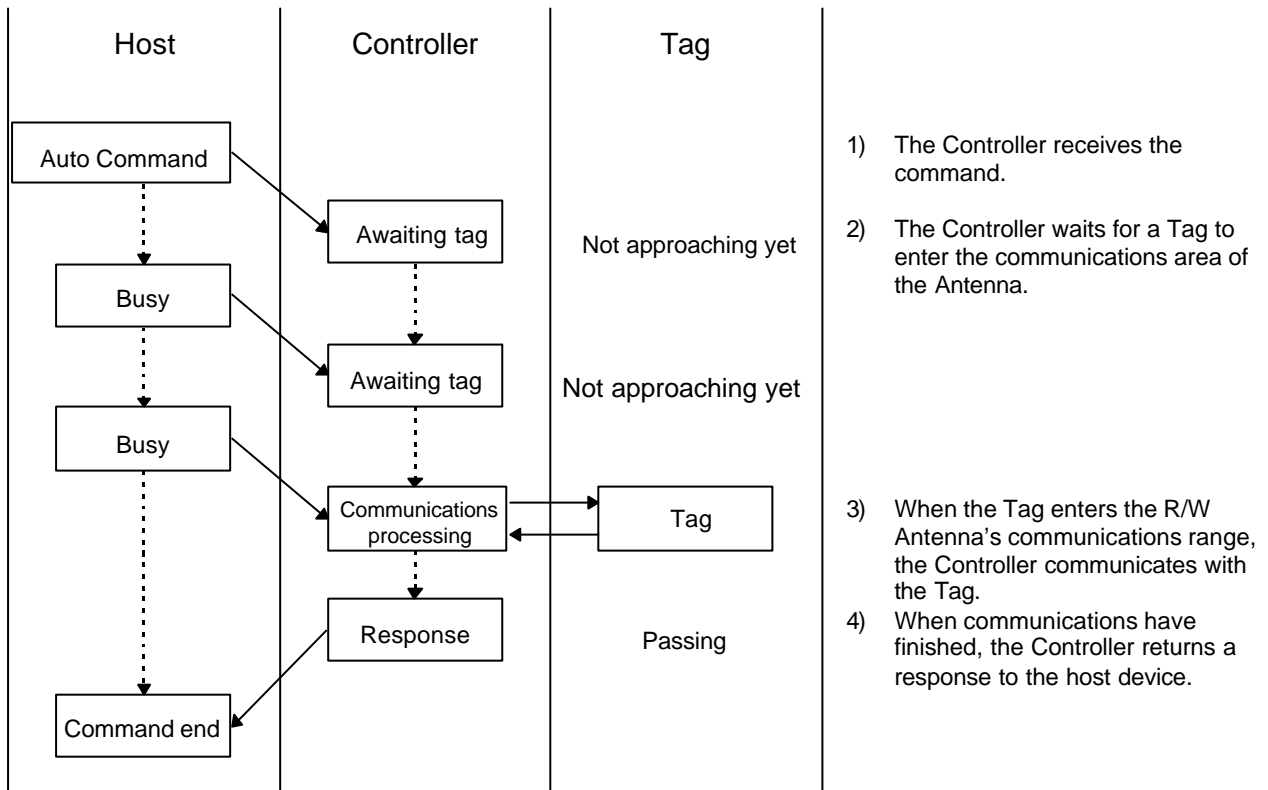 Host
Controller
Tag
Auto Command
Awaiting tag
Not approaching yet
Busy
Awaiting tag
Not approaching yet
Busy
Communications
processing
Tag
Response
Passing
Command end
1) The Controller receives the
command.
2) The Controller waits for a Tag to
enter the communications area of
the Antenna.
3) When the Tag enters the R/W
Antenna's communications range,
the Controller communicates with
the Tag.
4) When communications have
finished, the Controller returns a
response to the host device.